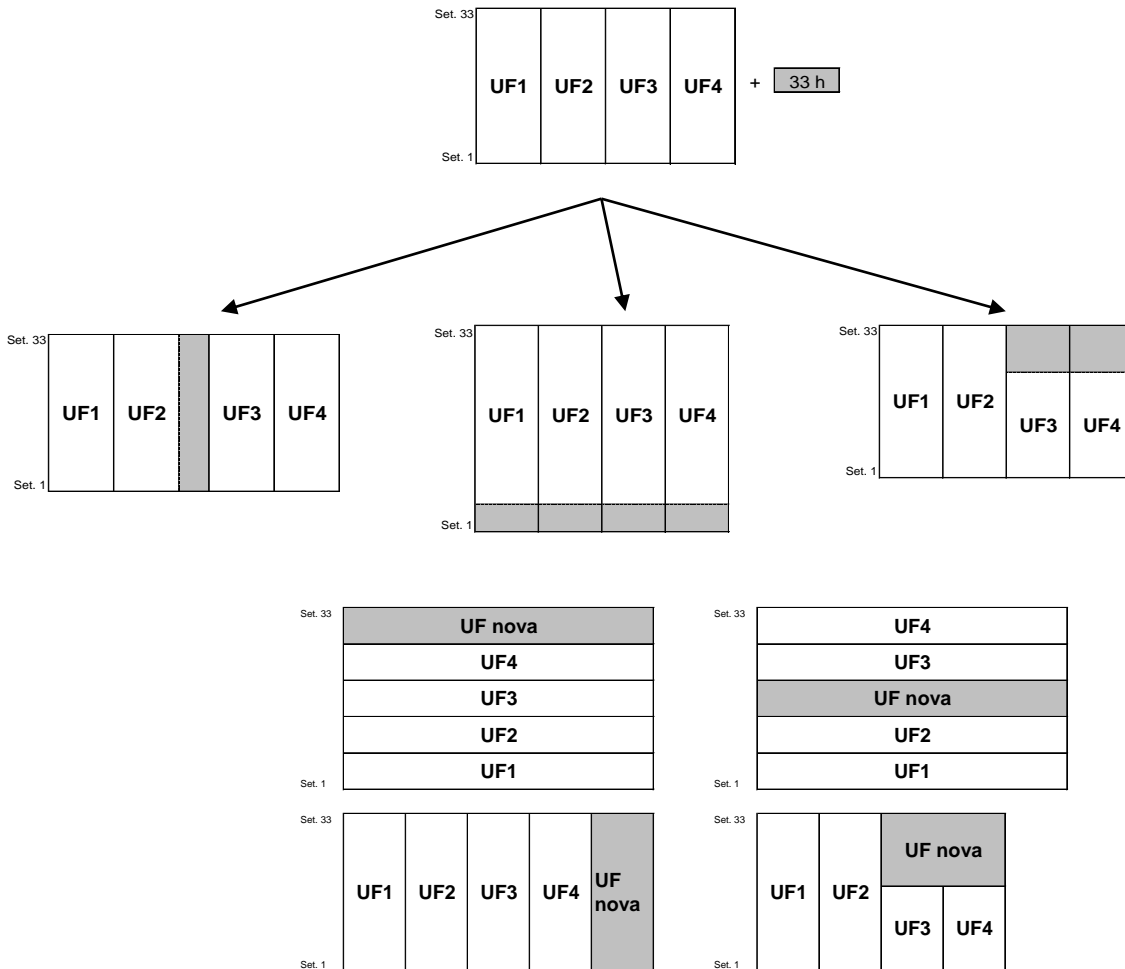 Set. 33
UF1 UF2 UF3 UF4 + 33 h
Set. 1
Set. 33
UF1 UF2 UF3 UF4
Set. 1
Set. 33
UF1 UF2 UF3 UF4
Set. 1
Set. 33
UF1 UF2
UF3 UF4
Set. 1
Set. 33
UF nova
UF4
UF3
UF2
UF1
Set. 1
Set. 33
UF4
UF3
UF nova
UF2
UF1
Set. 1
Set. 33
UF1 UF2 UF3 UF4 UF
nova
Set. 1
Set. 33
UF nova
UF1 UF2
UF3 UF4
Set. 1